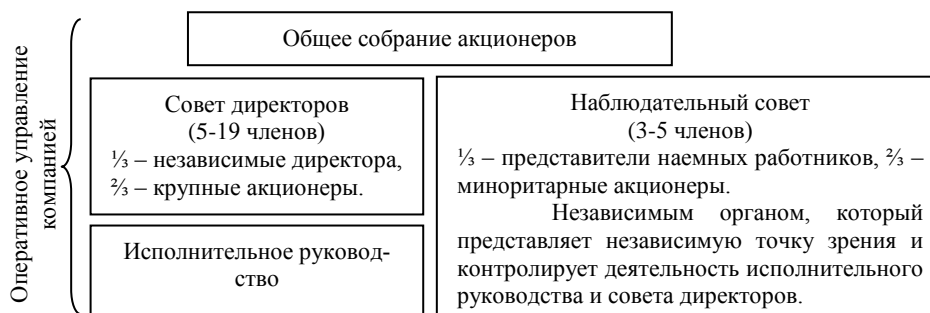 Оперативное управление
компанией
Общее собрание акционеров
Совет директоров
(5-19 членов)
⅓ – независимые директора,
⅔ – крупные акционеры.
Исполнительное руковод-
ство
Наблюдательный совет
(3-5 членов)
⅓ – представители наемных работников, ⅔ –
миноритарные акционеры.
Независимым органом, который
представляет независимую точку зрения и
контролирует деятельность исполнительного
руководства и совета директоров.